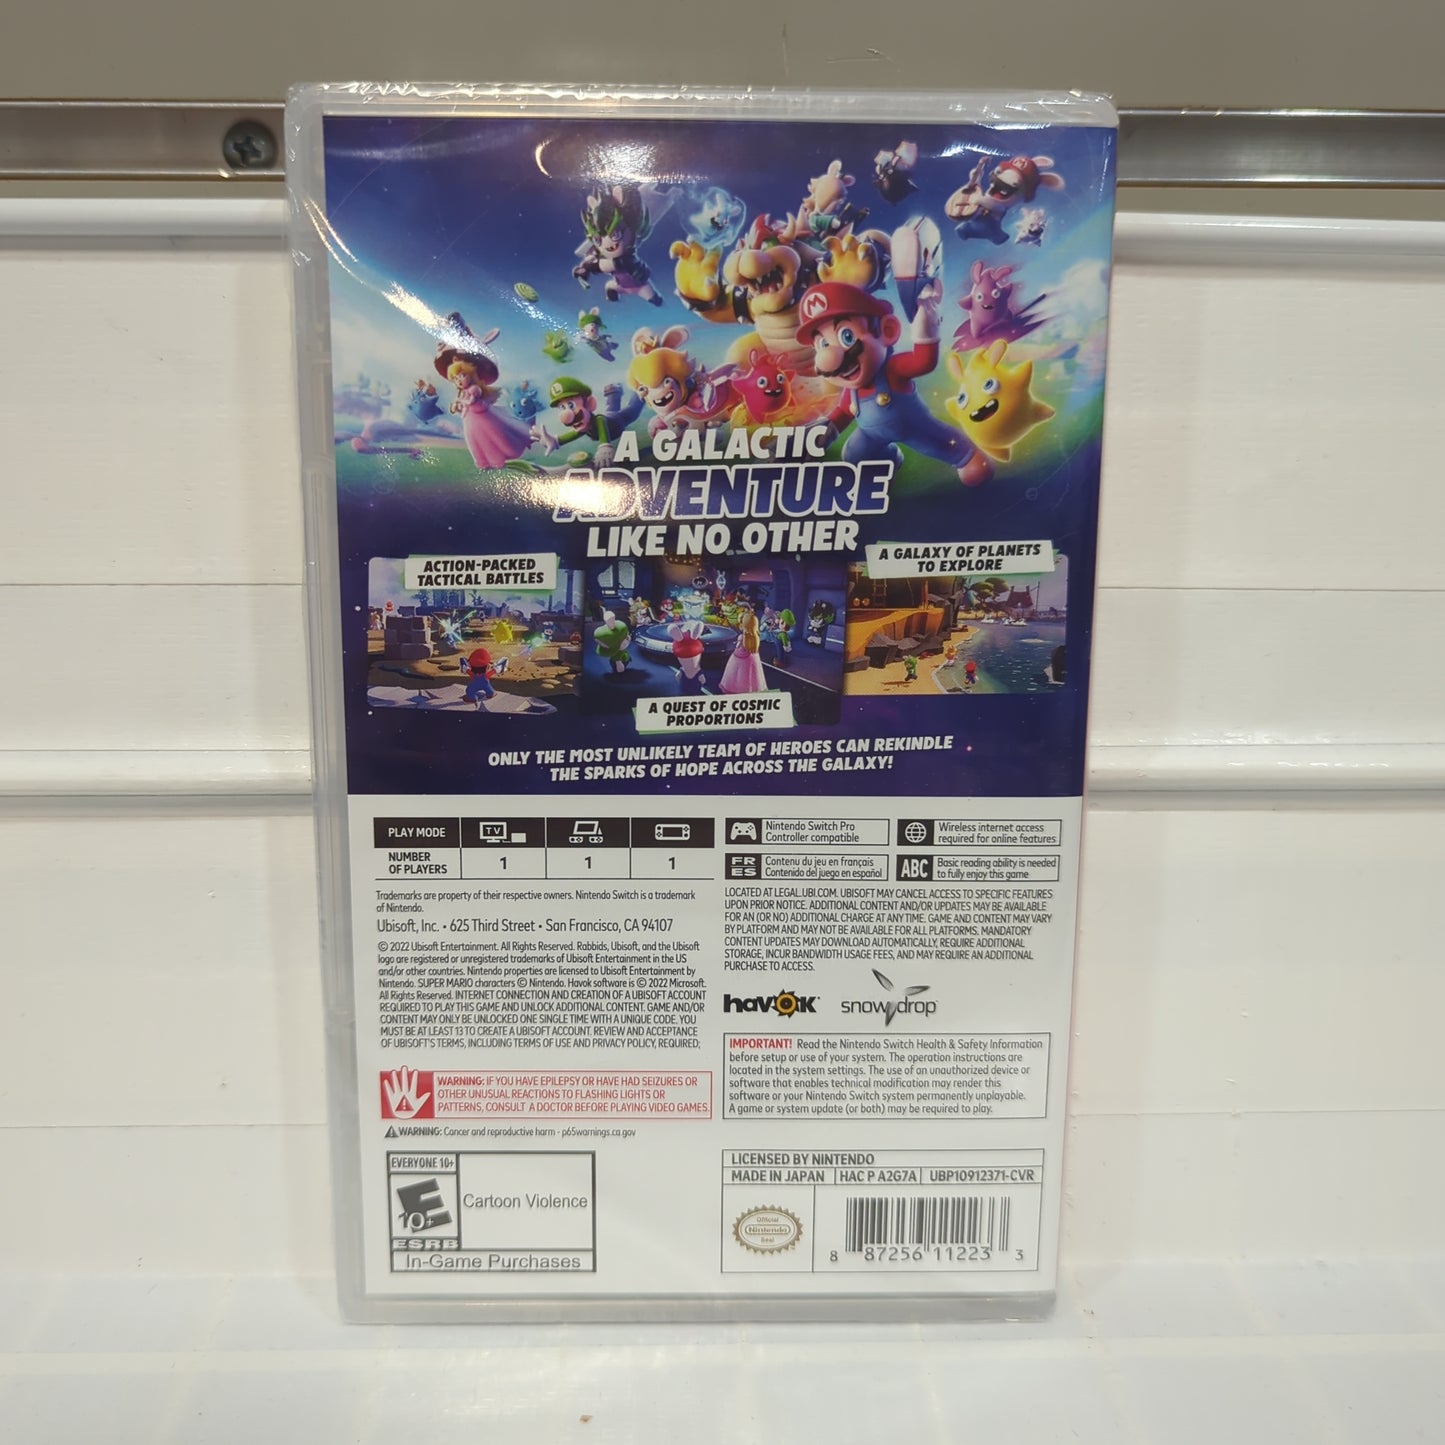 A GALACTIC
ADVENTURE
LIKE NO OTHER
ACTION-PACKED
TACTICAL BATTLES
A GALAXY OF PLANETS
TO EXPLORE
A QUEST OF COSMIC
PROPORTIONS
ONLY THE MOST UNLIKELY TEAM OF HEROES CAN REKINDLE
THE SPARKS OF HOPE ACROSS THE GALAXY!
PLAY MODE
TV
NUMBER
OF PLAYERS
1
1
1
Nintendo Switch Pro
Controller compatible
Wireless internet access
required for online features
FR
ES
Contenu du jeu en français
Contenido del juego en español
ABC
Basic reading ability is needed
to fully enjoy this game
Trademarks are property of their respective owners. Nintendo Switch is a trademark
of Nintendo.
Ubisoft, Inc. • 625 Third Street • San Francisco, CA 94107
© 2022 Ubisoft Entertainment. All Rights Reserved. Rabbids, Ubisoft, and the Ubisoft
logo are registered or unregistered trademarks of Ubisoft Entertainment in the US
and/or other countries. Nintendo properties are licensed to Ubisoft Entertainment by
Nintendo. SUPER MARIO characters © Nintendo. Havok software is © 2022 Microsoft.
All Rights Reserved. INTERNET CONNECTION AND CREATION OF A UBISOFT ACCOUNT
REQUIRED TO PLAY THIS GAME AND UNLOCK ADDITIONAL CONTENT. GAME AND/OR
CONTENT MAY ONLY BE UNLOCKED ONE SINGLE TIME WITH A UNIQUE CODE. YOU
MUST BE AT LEAST 13 TO CREATE A UBISOFT ACCOUNT. REVIEW AND ACCEPTANCE
OF UBISOFT'S TERMS, INCLUDING TERMS OF USE AND PRIVACY POLICY, REQUIRED;
LOCATED AT LEGAL.UBI.COM. UBISOFT MAY CANCEL ACCESS TO SPECIFIC FEATURES
UPON PRIOR NOTICE. ADDITIONAL CONTENT AND/OR UPDATES MAY BE AVAILABLE
FOR AN (OR NO) ADDITIONAL CHARGE AT ANY TIME. GAME AND CONTENT MAY VARY
BY PLATFORM AND MAY NOT BE AVAILABLE FOR ALL PLATFORMS. MANDATORY
CONTENT UPDATES MAY DOWNLOAD AUTOMATICALLY, REQUIRE ADDITIONAL
STORAGE, INCUR BANDWIDTH USAGE FEES, AND MAY REQUIRE AN ADDITIONAL
PURCHASE TO ACCESS.
havok
snowdrop
WARNING: IF YOU HAVE EPILEPSY OR HAVE HAD SEIZURES OR
OTHER UNUSUAL REACTIONS TO FLASHING LIGHTS OR
PATTERNS, CONSULT A DOCTOR BEFORE PLAYING VIDEO GAMES.
WARNING: Cancer and reproductive harm - p65warnings.ca.gov
IMPORTANT! Read the Nintendo Switch Health & Safety Information
before setup or use of your system. The operation instructions are
located in the system settings. The use of an unauthorized device or
software that enables technical modification may render this
software or your Nintendo Switch system permanently unplayable.
A game or system update (or both) may be required to play.
EVERYONE 10+
E
10+
ESRB
Cartoon Violence
In-Game Purchases
LICENSED BY NINTENDO
MADE IN JAPAN HAC P A2G7A UBP10912371-CVR
Official
Nintendo
Seal
8 87256 11223 3